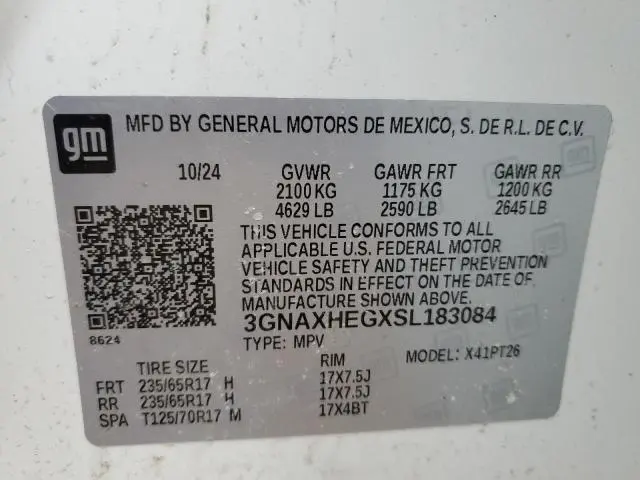 gm
MFD BY GENERAL MOTORS DE MEXICO, S. DE R.L. DE C.V.
10/24 GVWR GAWR FRT GAWR RR
2100 KG 1175 KG 1200 KG
4629 LB 2590 LB 2645 LB
THIS VEHICLE CONFORMS TO ALL
APPLICABLE U.S. FEDERAL MOTOR
VEHICLE SAFETY AND THEFT PREVENTION
STANDARDS IN EFFECT ON THE DATE OF
MANUFACTURE SHOWN ABOVE.
3GNAXHEGXSL183084
8624
TYPE: MPV MODEL: X41PT26
TIRE SIZE RIM
FRT 235/65R17 H 17X7.5J
RR 235/65R17 H 17X7.5J
SPA T125/70R17 M 17X4BT